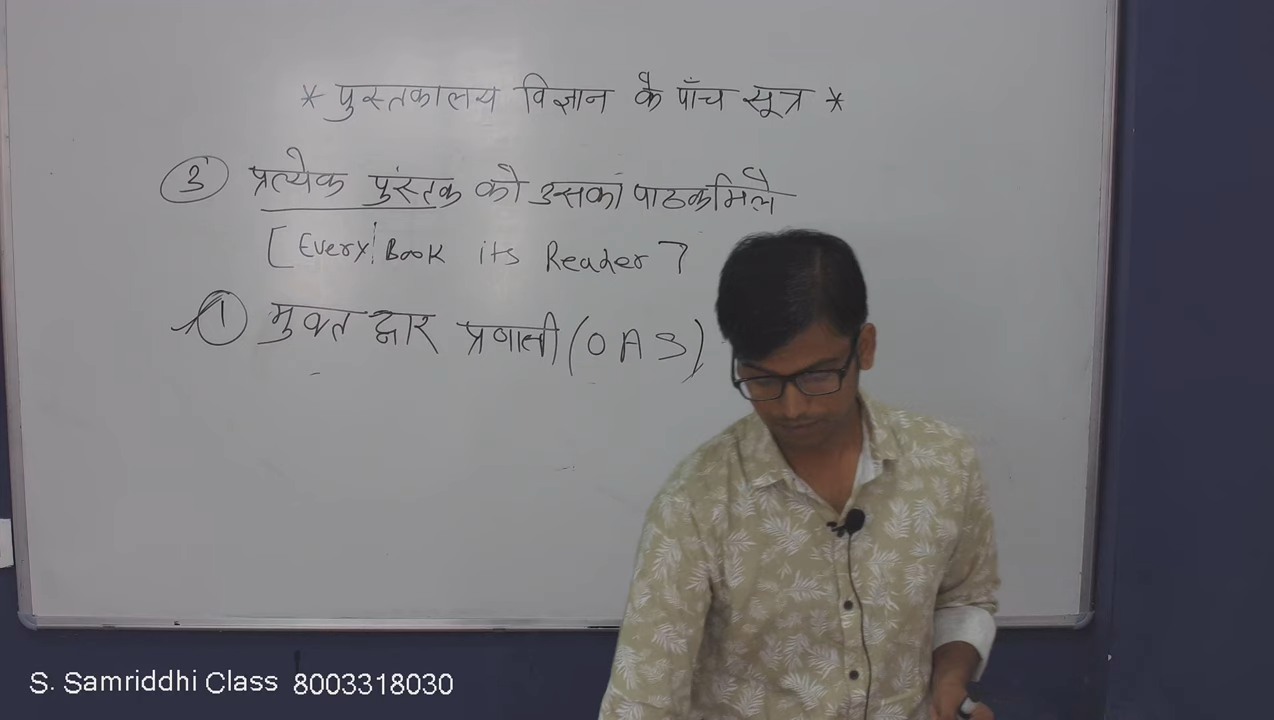 * पुस्तकालय विज्ञान के पाँच सूत्र *
③ प्रत्येक पुस्तक को उसका पाठक मिले
[Every Book its Reader]
① मुक्त द्वार प्रणाली (OAS)
S. Samriddhi Class 8003318030